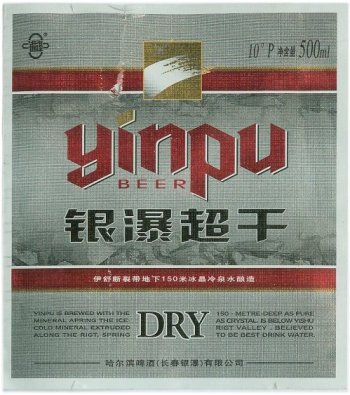 10°P 净含量 500ml
yinpu
BEER
银瀑超干
伊舒断裂带地下150米冰晶冷泉水酿造
YINPU IS BREWED WITH THE
MINERAL APRING THE ICE-
COLD MINERAL EXTRUDED
ALONG THE RIGT, SPRING
DRY
150 - METRE-DEEP AS PURE
AS CRYSTAL IS BELOW YISHU
RIGT VALLEY , BELIEVED
TO BE BEST DRINK WATER.
哈尔滨啤酒(长春银瀑)有限公司